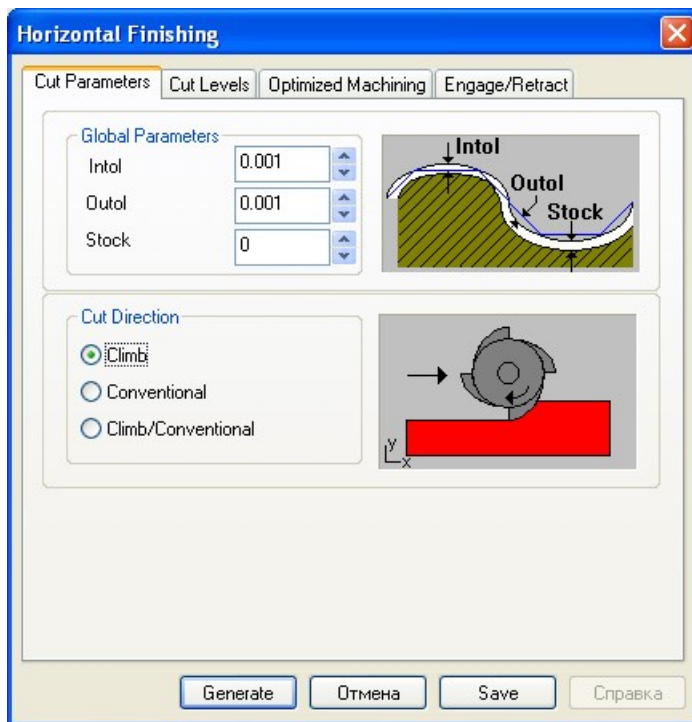 Horizontal Finishing
Cut Parameters Cut Levels Optimized Machining Engage/Retract
Global Parameters
Intol 0.001
Outol 0.001
Stock 0
Intol
Outol
Stock
Cut Direction
Climb
Conventional
Climb/Conventional
y
x
Generate Отмена Save Справка